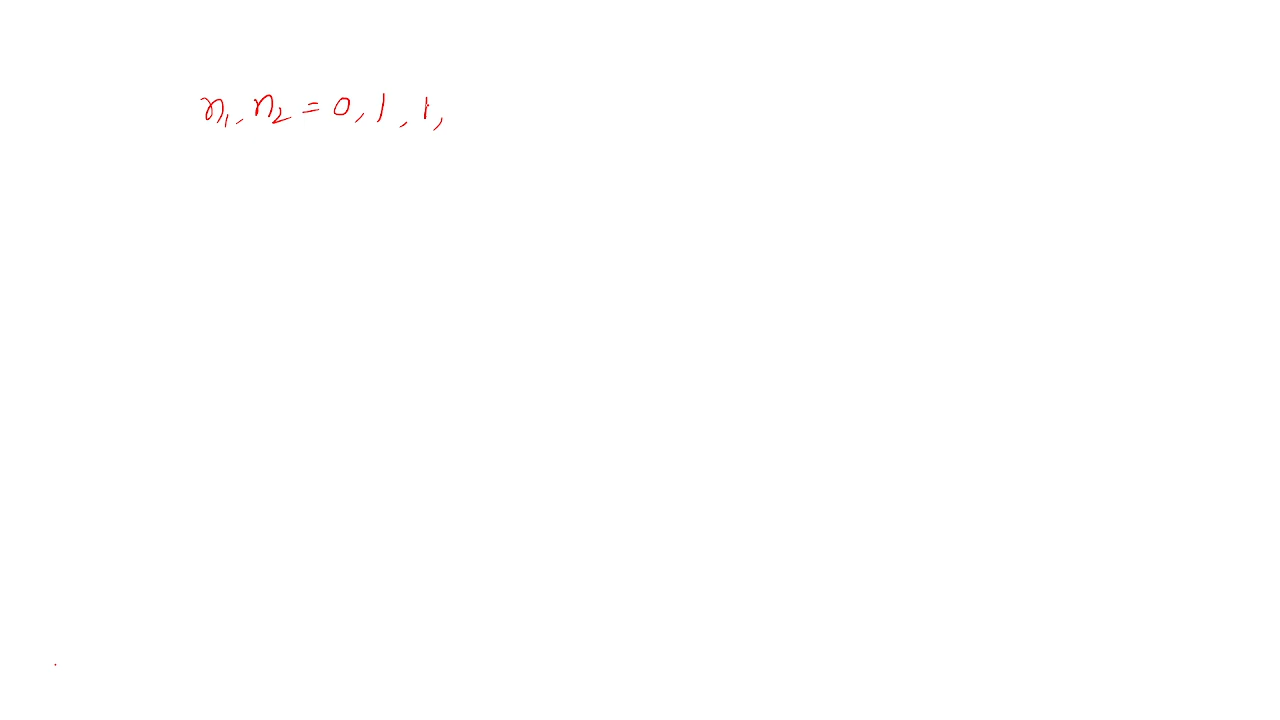 n₁, n₂ = 0, 1, 1,